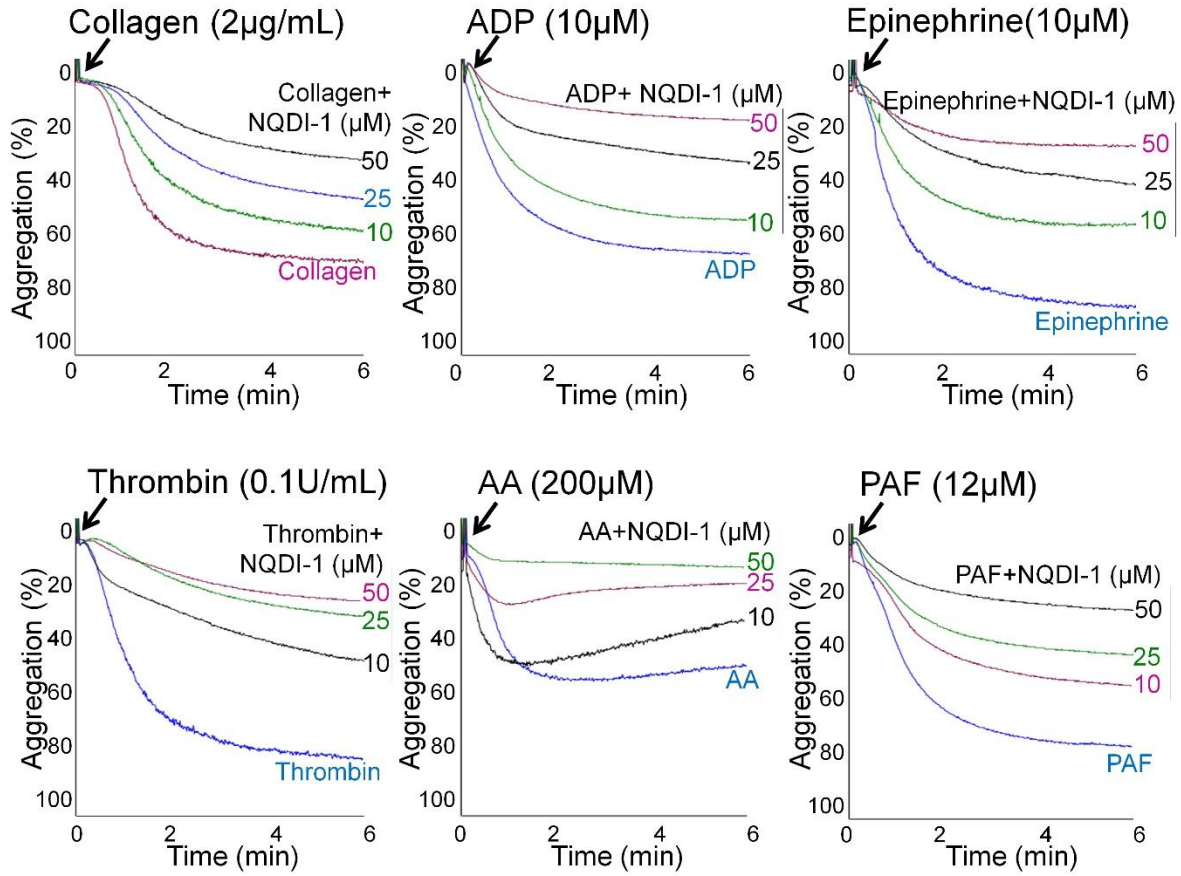 Collagen (2µg/mL)
0
20
40
60
80
100
Aggregation (%)
Collagen+
NQDI-1 (µM)
50
25
10
Collagen
0 2 4 6
Time (min)
ADP (10µM)
0
20
40
60
80
100
Aggregation (%)
ADP+ NQDI-1 (µM)
50
25
10
ADP
0 2 4 6
Time (min)
Epinephrine(10µM)
0
20
40
60
80
100
Aggregation (%)
Epinephrine+NQDI-1 (µM)
50
25
10
Epinephrine
0 2 4 6
Time (min)
Thrombin (0.1U/mL)
0
20
40
60
80
100
Aggregation (%)
Thrombin+
NQDI-1 (µM)
50
25
10
Thrombin
0 2 4 6
Time (min)
AA (200µM)
0
20
40
60
80
100
Aggregation (%)
AA+NQDI-1 (µM)
50
25
10
AA
0 2 4 6
Time (min)
PAF (12µM)
0
20
40
60
80
100
Aggregation (%)
PAF+NQDI-1 (µM)
50
25
10
PAF
0 2 4 6
Time (min)